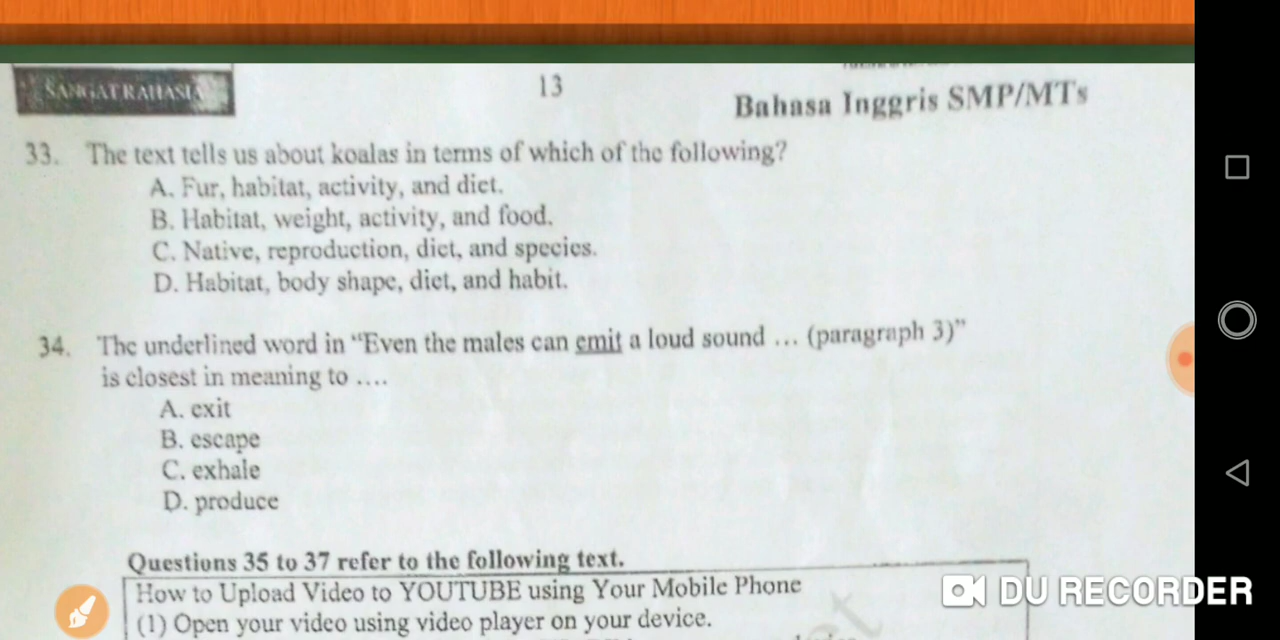 SANGAT RAHASIA
13
Bahasa Inggris SMP/MTs
33. The text tells us about koalas in terms of which of the following?
A. Fur, habitat, activity, and diet.
B. Habitat, weight, activity, and food.
C. Native, reproduction, diet, and species.
D. Habitat, body shape, diet, and habit.
34. The underlined word in “Even the males can emit a loud sound … (paragraph 3)”
is closest in meaning to ….
A. exit
B. escape
C. exhale
D. produce
Questions 35 to 37 refer to the following text.
How to Upload Video to YOUTUBE using Your Mobile Phone
(1) Open your video using video player on your device.
DU RECORDER